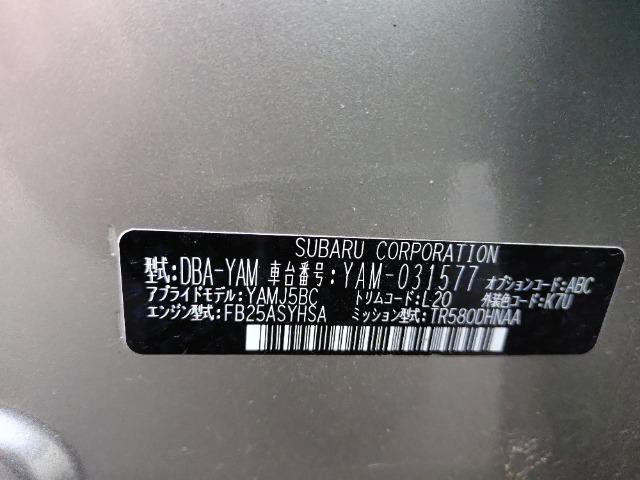 SUBARU CORPORATION
型式:DBA-YAM 車台番号:YAM-031577 オプションコード:ABC
アプライドモデル:YAMJ5BC トリムコード:L20 外装色コード:K7U
エンジン型式:FB25ASYHSA ミッション型式:TR580DHNAA